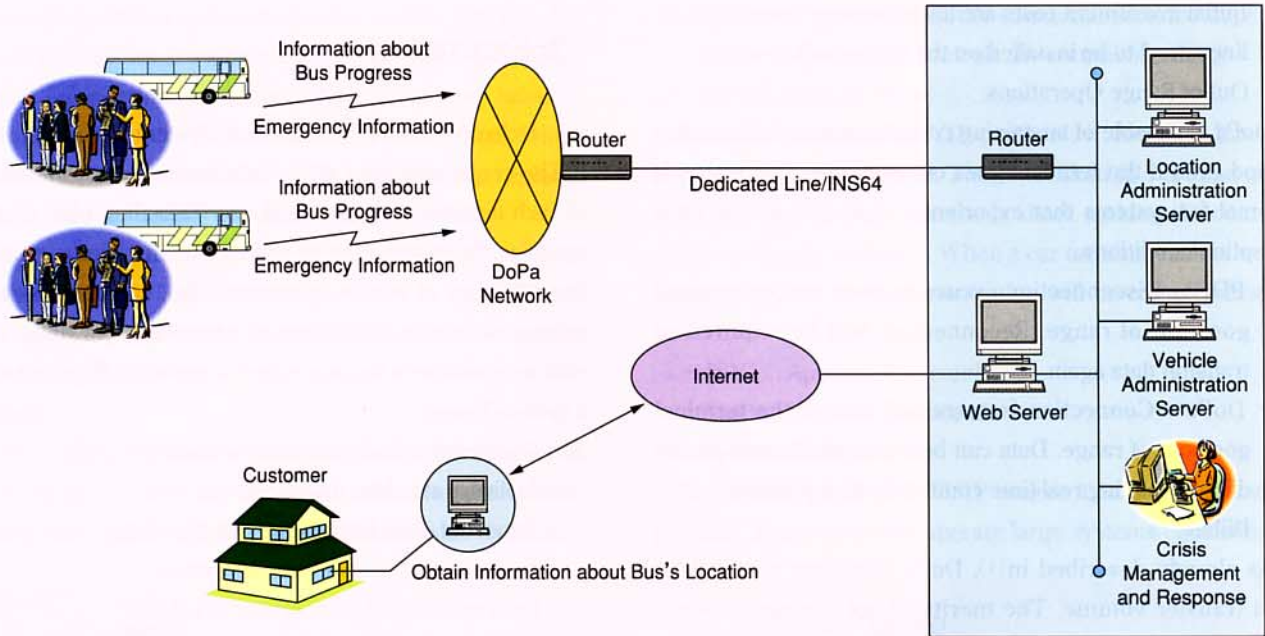 Information about
Bus Progress
Emergency Information
Information about
Bus Progress
Emergency Information
DoPa
Network
Router
Dedicated Line/INS64
Router
Location
Administration
Server
Vehicle
Administration
Server
Web Server
Internet
Crisis
Management
and Response
Customer
Obtain Information about Bus's Location